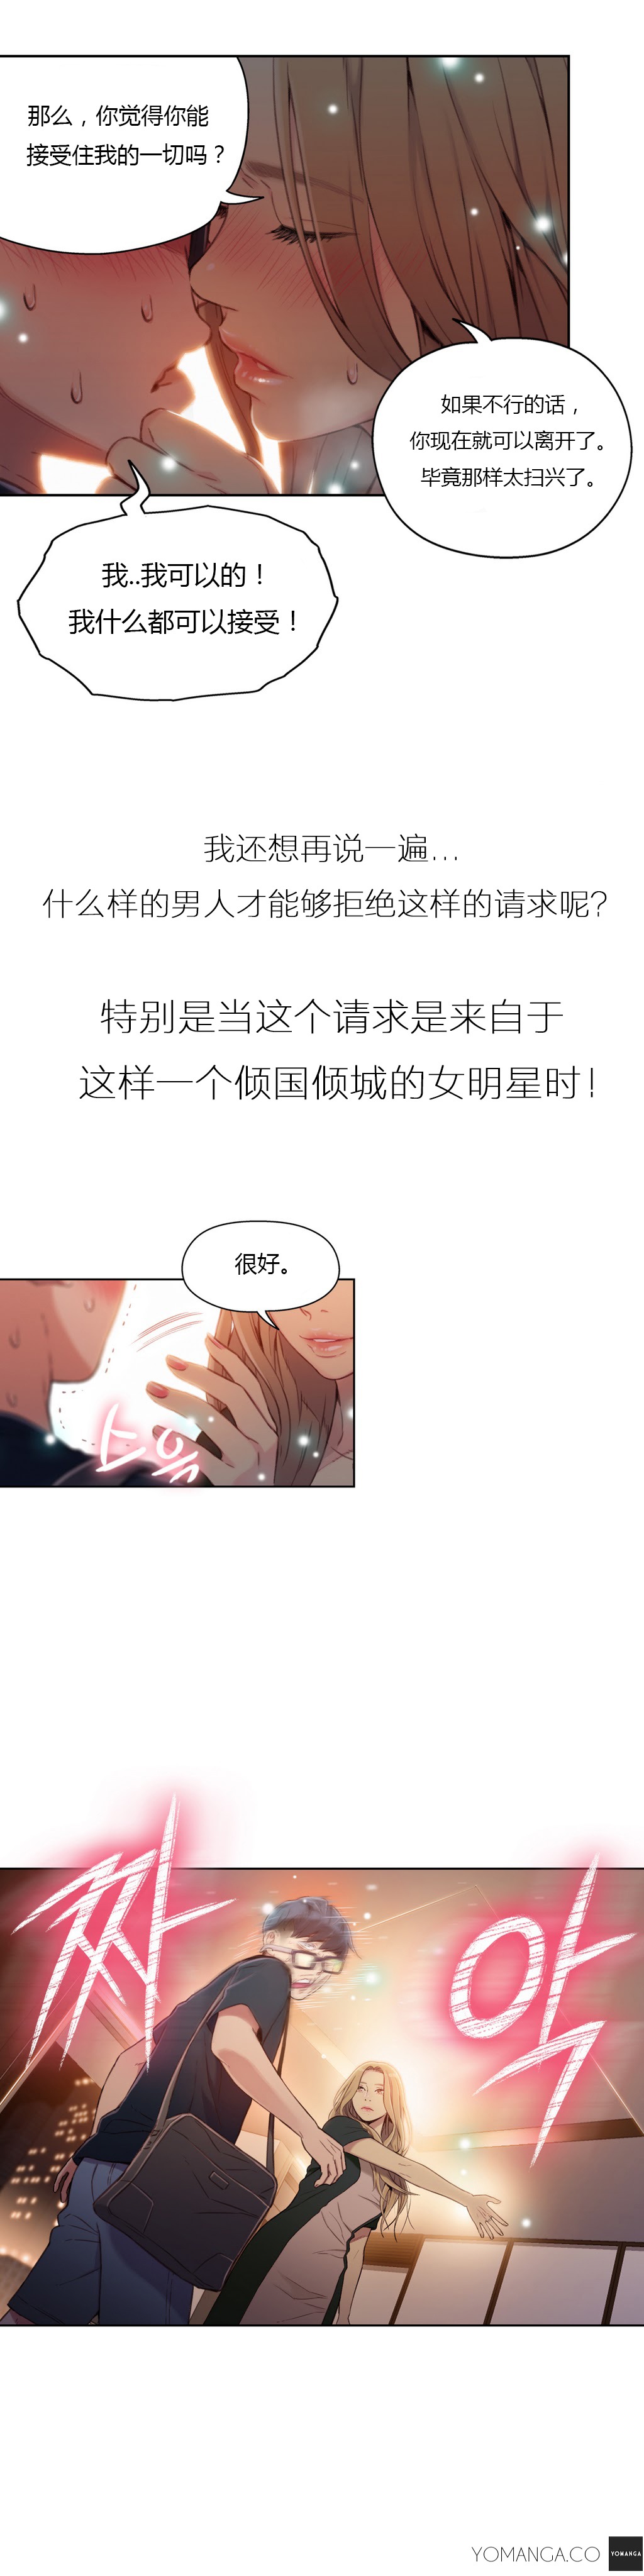 那么，你觉得你能
接受住我的一切吗？
如果不行的话，
你现在就可以离开了。
毕竟那样太扫兴了。
我..我可以的！
我什么都可以接受！
我还想再说一遍...
什么样的男人才能够拒绝这样的请求呢?
特别是当这个请求是来自于
这样一个倾国倾城的女明星时!
很好。
스윽
짜악
YOMANGA.CO
YOMANGA